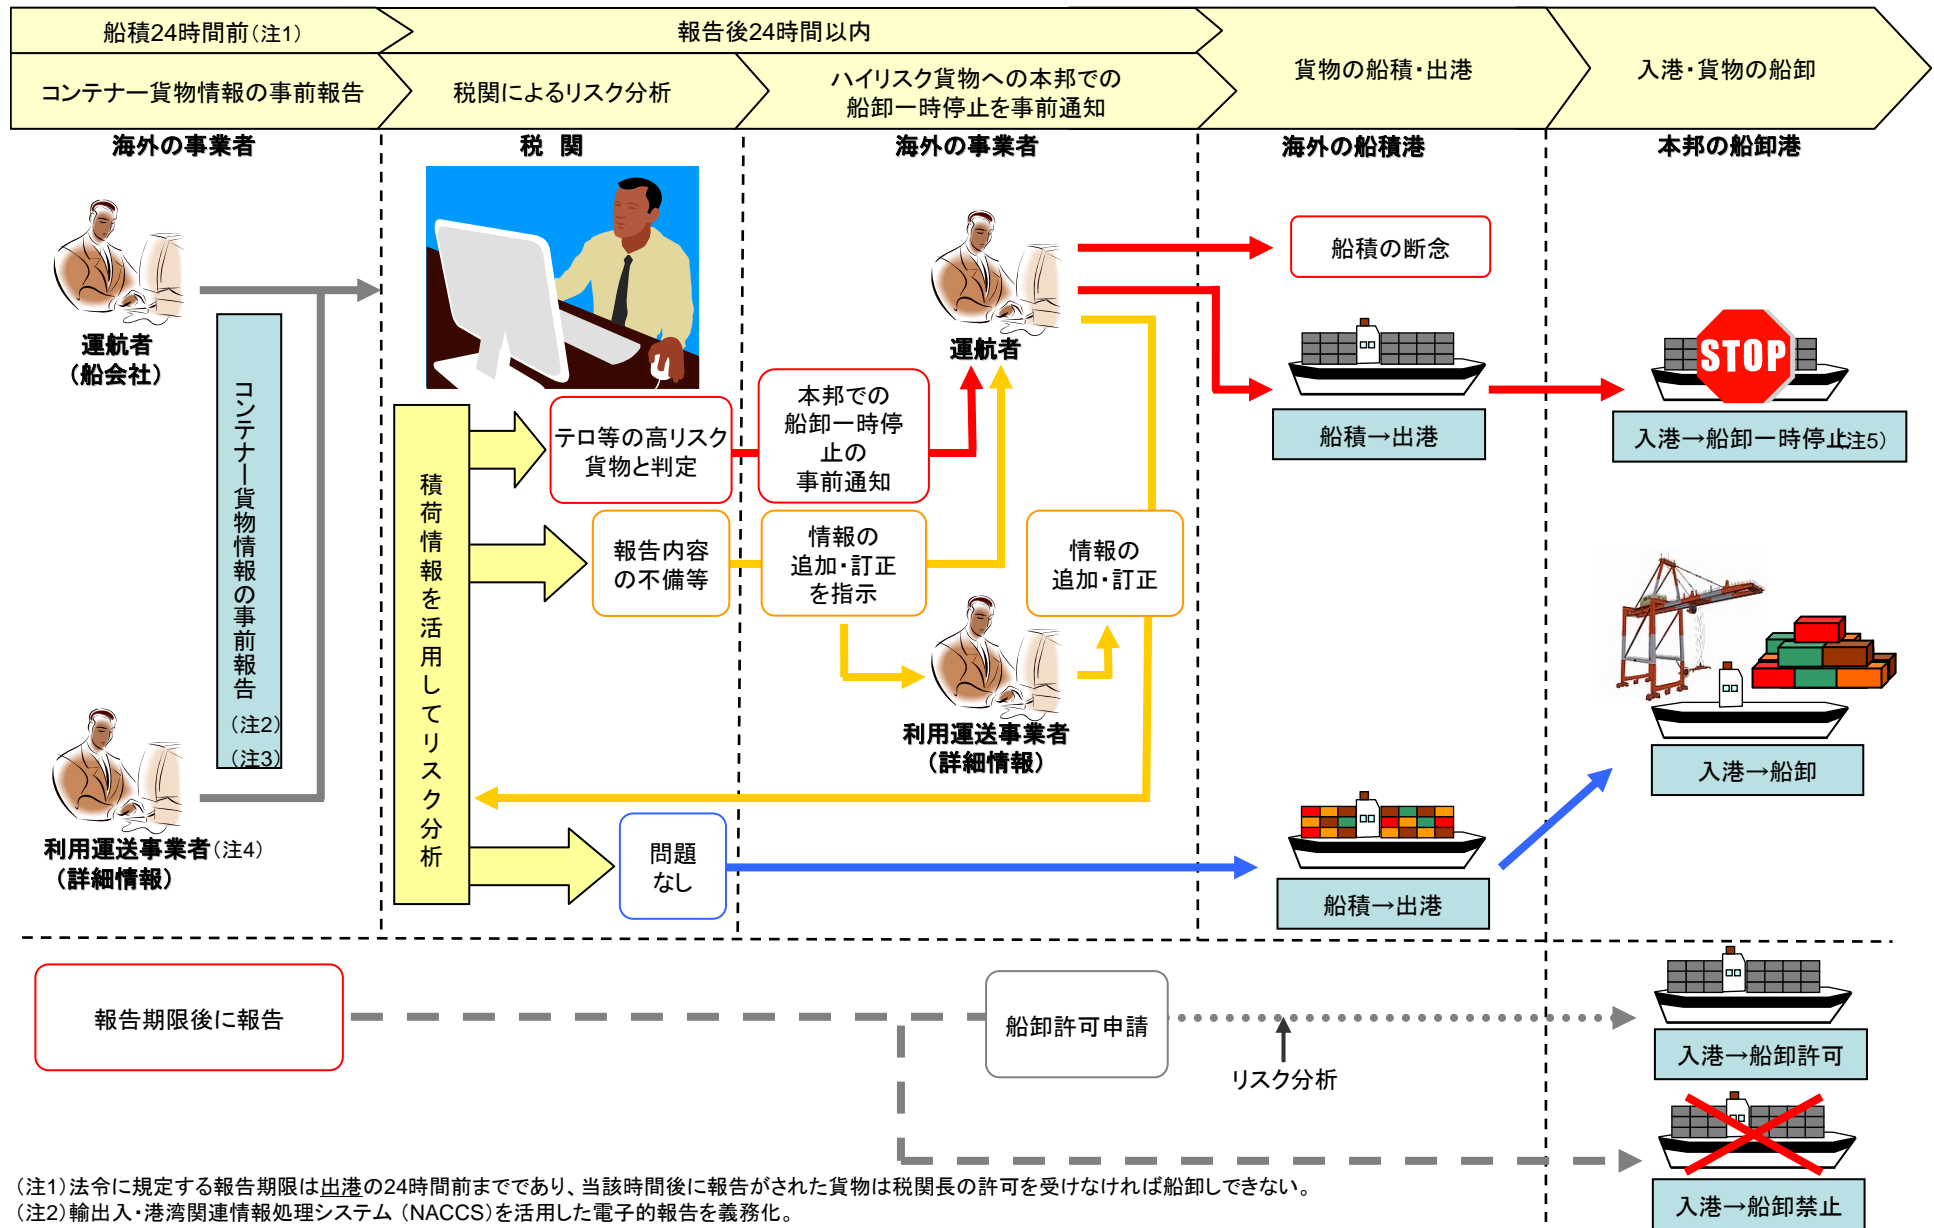 船積24時間前(注1)
報告後24時間以内
貨物の船積・出港
入港・貨物の船卸
コンテナー貨物情報の事前報告
税関によるリスク分析
ハイリスク貨物への本邦での
船卸一時停止を事前通知
海外の事業者
税 関
海外の事業者
海外の船積港
本邦の船卸港
運航者
(船会社)
コンテナー貨物情報の事前報告
(注2)
(注3)
利用運送事業者(注4)
(詳細情報)
積荷情報を活用してリスク分析
テロ等の高リスク
貨物と判定
報告内容
の不備等
問題
なし
本邦での
船卸一時停
止の
事前通知
情報の
追加・訂正
を指示
運航者
情報の
追加・訂正
利用運送事業者
(詳細情報)
船積の断念
船積→出港
船積→出港
STOP
入港→船卸一時停止(注5)
入港→船卸
報告期限後に報告
船卸許可申請
リスク分析
入港→船卸許可
入港→船卸禁止
(注1)法令に規定する報告期限は出港の24時間前までであり、当該時間後に報告がされた貨物は税関長の許可を受けなければ船卸しできない。
(注2)輸出入・港湾関連情報処理システム (NACCS)を活用した電子的報告を義務化。